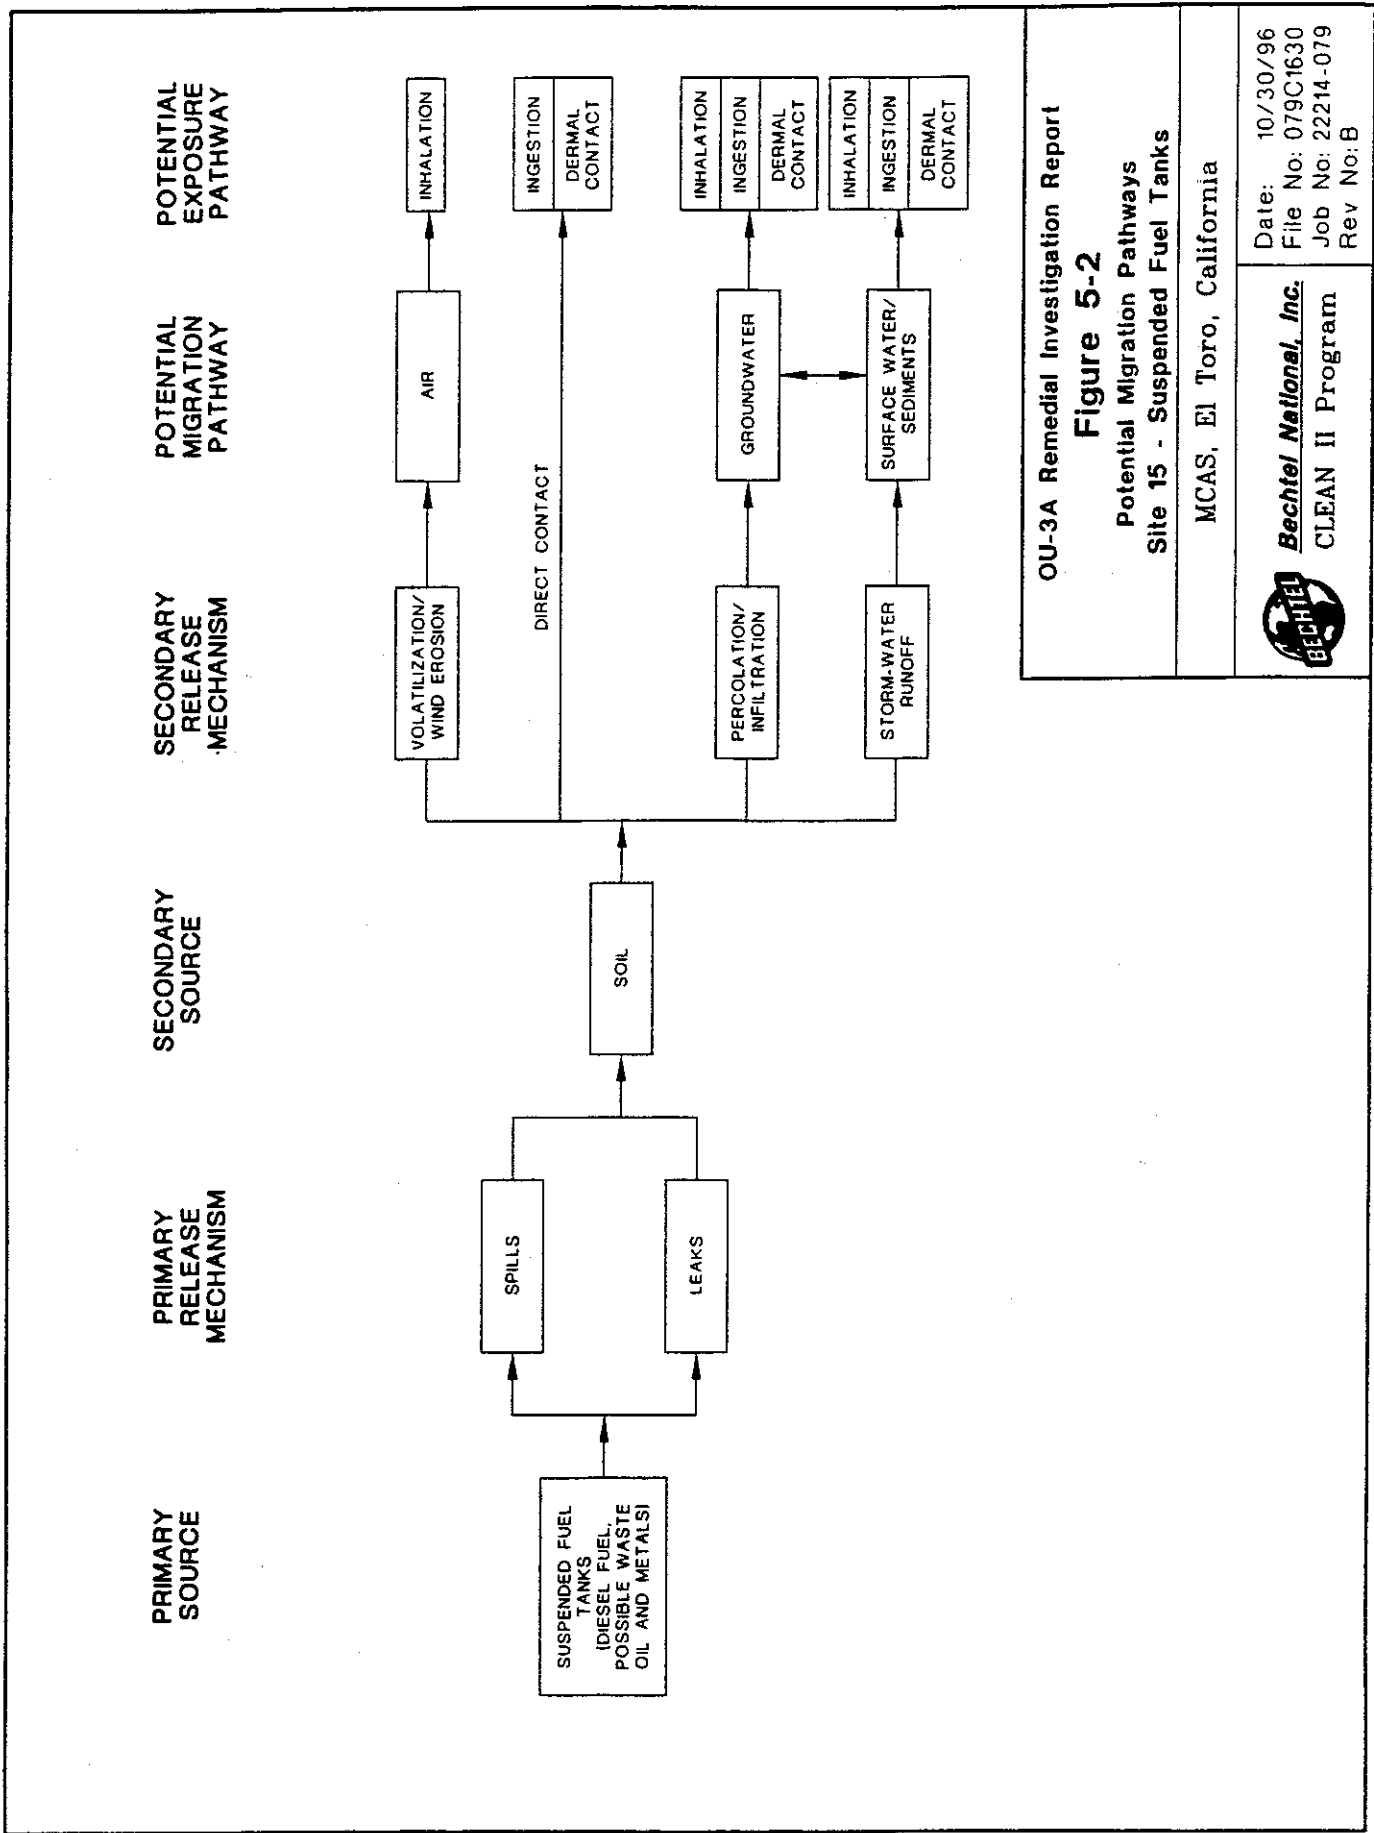 PRIMARY
SOURCE
PRIMARY
RELEASE
MECHANISM
SECONDARY
SOURCE
SECONDARY
RELEASE
MECHANISM
POTENTIAL
MIGRATION
PATHWAY
POTENTIAL
EXPOSURE
PATHWAY
SUSPENDED FUEL
TANKS
(DIESEL FUEL,
POSSIBLE WASTE
OIL AND METALS)
SPILLS
LEAKS
SOIL
VOLATILIZATION/
WIND EROSION
DIRECT CONTACT
PERCOLATION/
INFILTRATION
STORM-WATER
RUNOFF
AIR
GROUNDWATER
SURFACE WATER/
SEDIMENTS
INHALATION
INGESTION
DERMAL
CONTACT
INHALATION
INGESTION
DERMAL
CONTACT
INHALATION
INGESTION
DERMAL
CONTACT
OU-3A Remedial Investigation Report
Figure 5-2
Potential Migration Pathways
Site 15 - Suspended Fuel Tanks
MCAS, El Toro, California
BECHTEL
Bechtel National, Inc.
CLEAN II Program
Date: 10/30/96
File No: 079C1630
Job No: 22214-079
Rev No: B